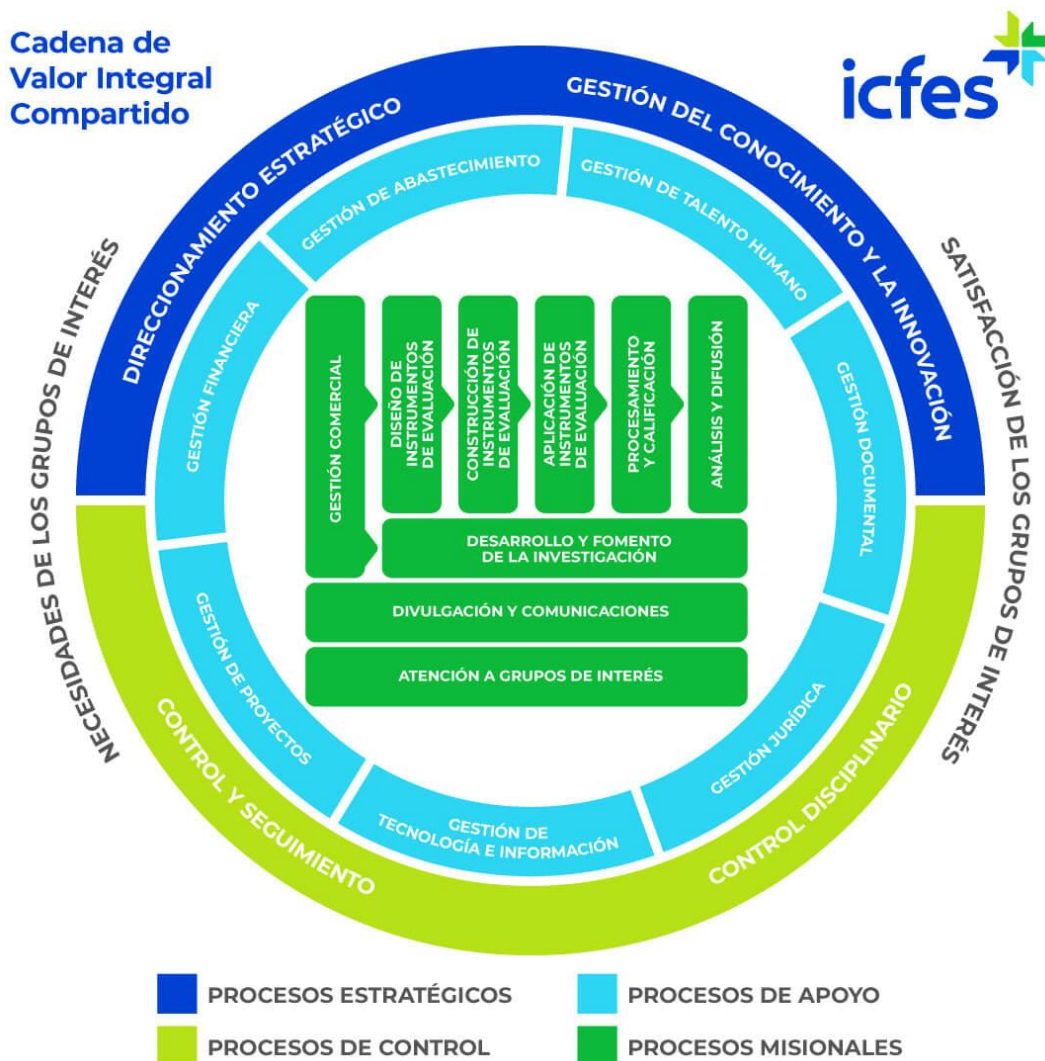 Cadena de
Valor Integral
Compartido
icfes
DIRECCIONAMIENTO ESTRATÉGICO
GESTIÓN DEL CONOCIMIENTO Y LA INNOVACIÓN
NECESIDADES DE LOS GRUPOS DE INTERÉS
SATISFACCIÓN DE LOS GRUPOS DE INTERÉS
GESTIÓN DE ABASTECIMIENTO
GESTIÓN DE TALENTO HUMANO
GESTIÓN FINANCIERA
GESTIÓN DOCUMENTAL
GESTIÓN COMERCIAL
DISEÑO DE
INSTRUMENTOS
DE EVALUACIÓN
CONSTRUCCIÓN DE
INSTRUMENTOS
DE EVALUACIÓN
APLICACIÓN DE
INSTRUMENTOS
DE EVALUACIÓN
PROCESAMIENTO
Y CALIFICACIÓN
ANÁLISIS Y DIFUSIÓN
DESARROLLO Y FOMENTO
DE LA INVESTIGACIÓN
DIVULGACIÓN Y COMUNICACIONES
ATENCIÓN A GRUPOS DE INTERÉS
GESTIÓN DE PROYECTOS
GESTIÓN JURÍDICA
GESTIÓN DE
TECNOLOGÍA E INFORMACIÓN
CONTROL Y SEGUIMIENTO
CONTROL DISCIPLINARIO
PROCESOS ESTRATÉGICOS
PROCESOS DE APOYO
PROCESOS DE CONTROL
PROCESOS MISIONALES